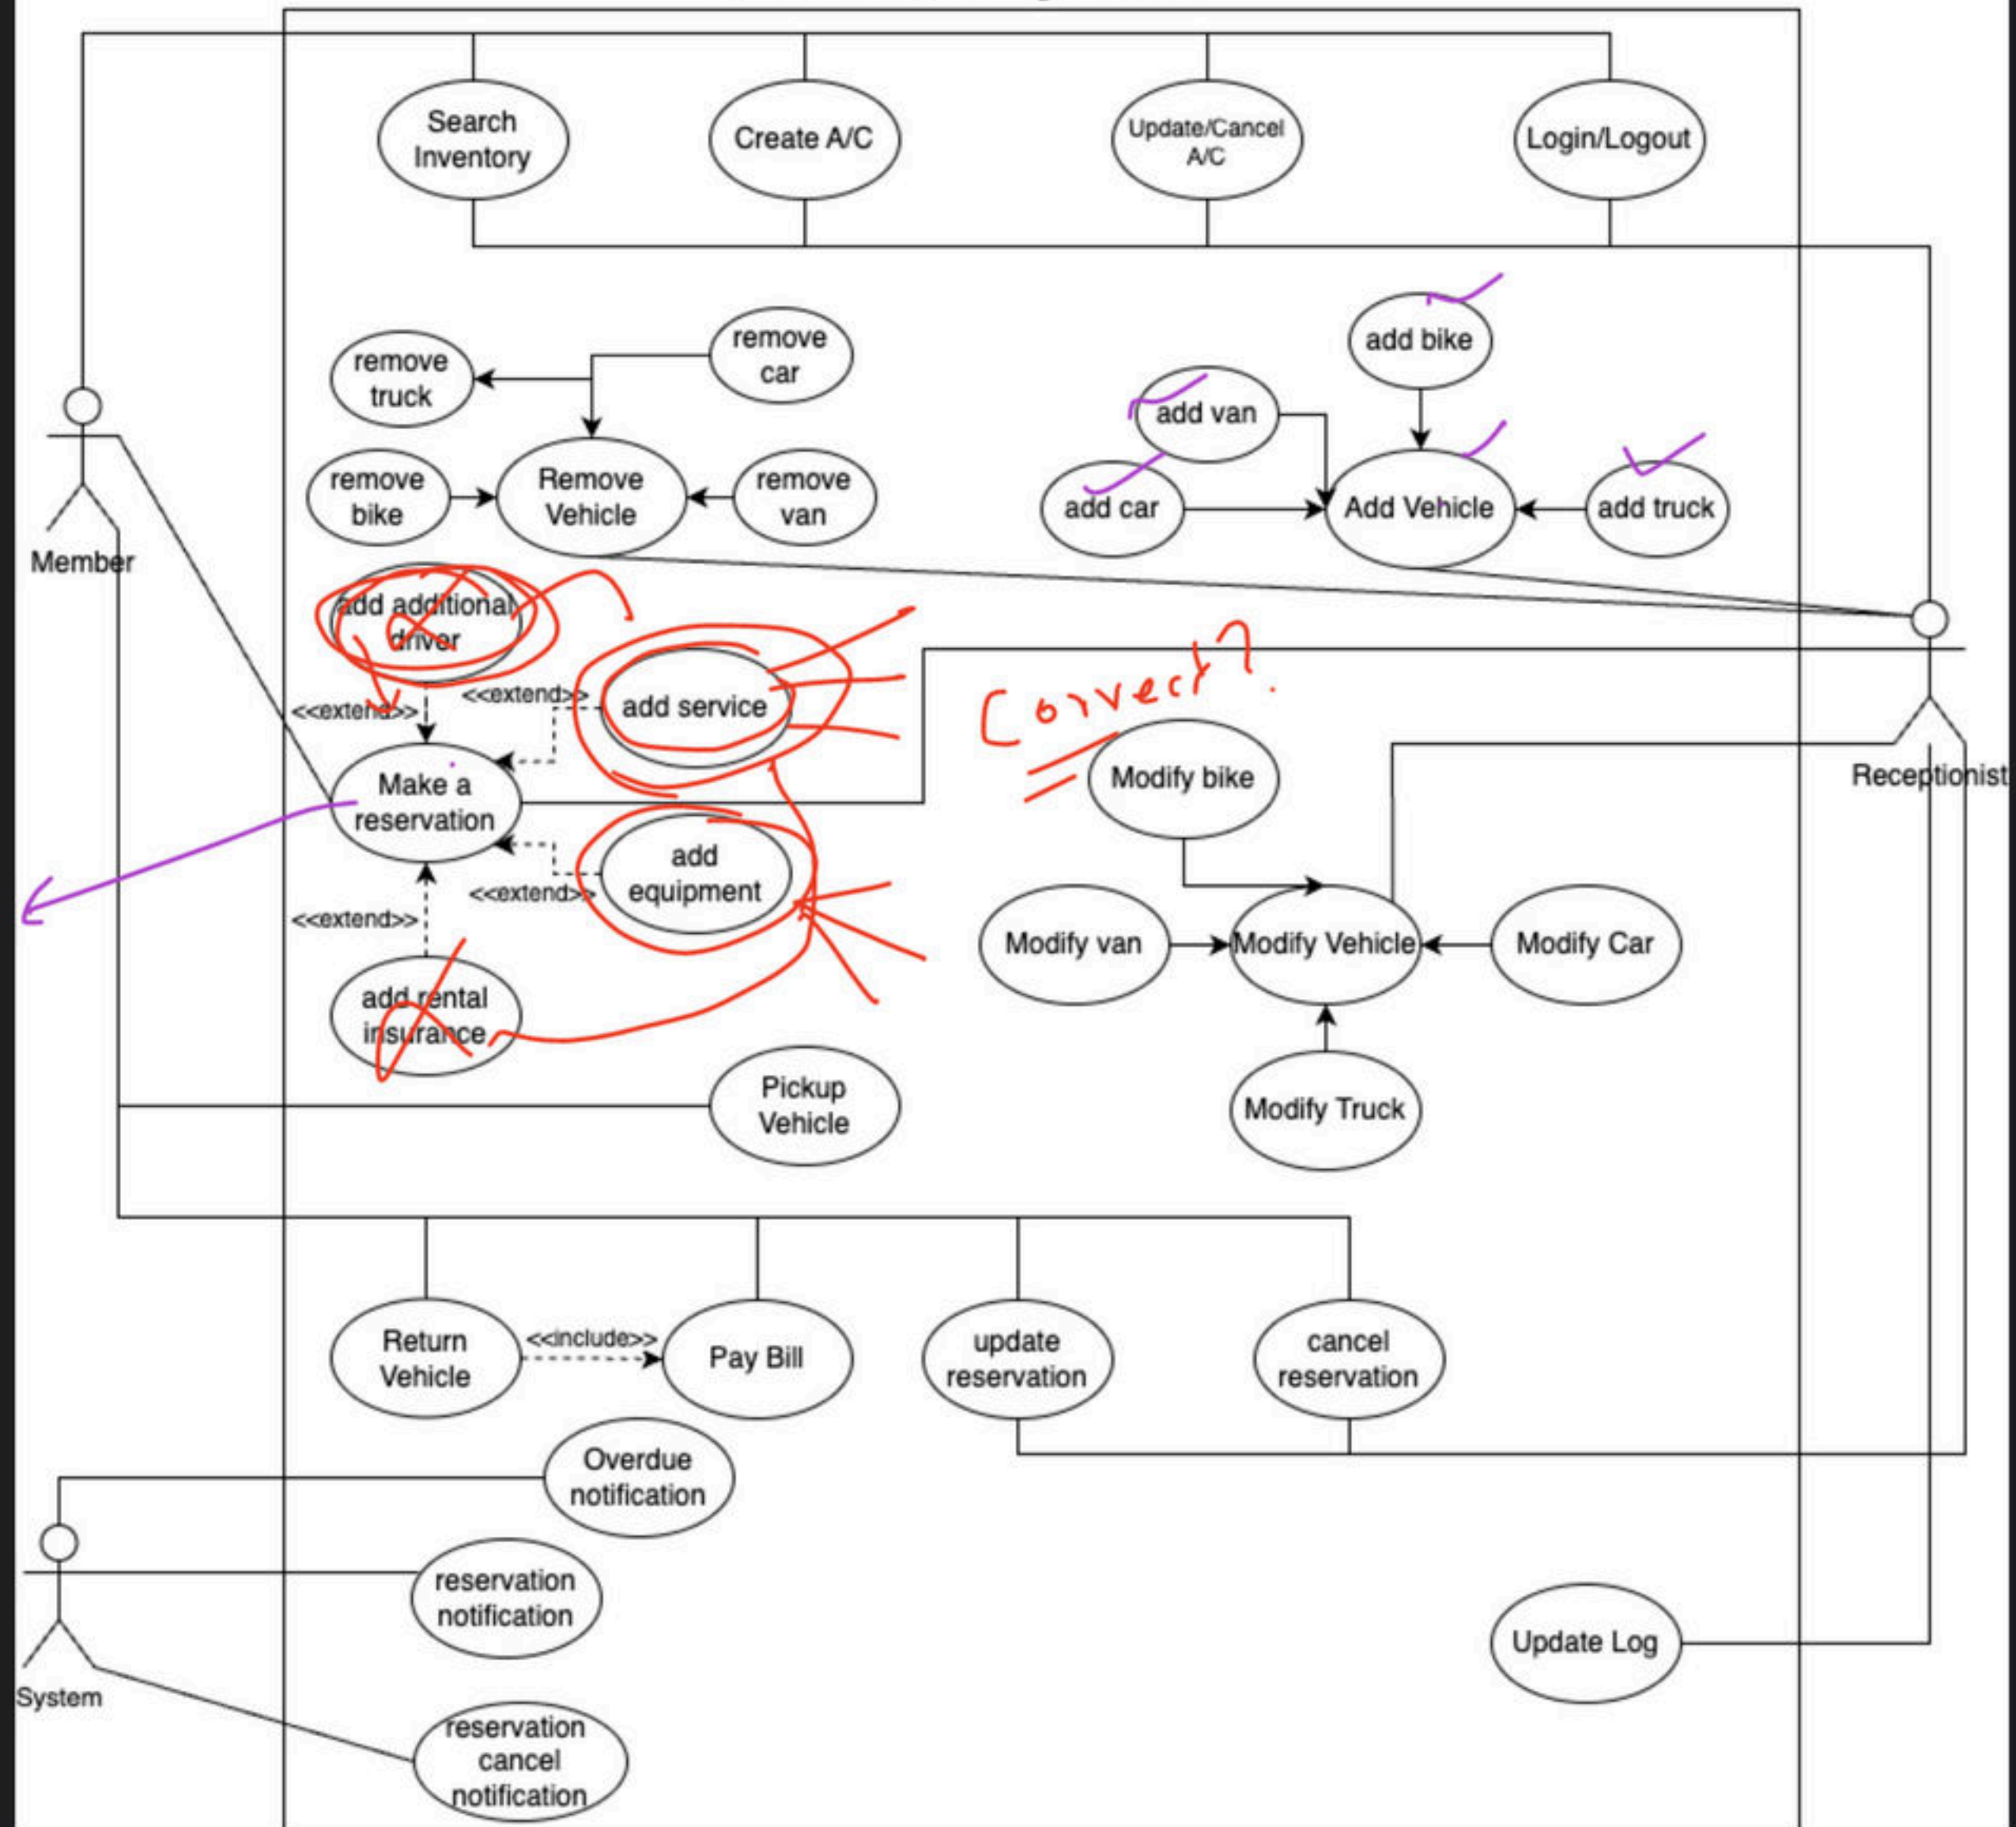 Search
Inventory
Create A/C
Update/Cancel
A/C
Login/Logout
remove
truck
remove
car
add bike
add van
remove
bike
Remove
Vehicle
remove
van
add car
Add Vehicle
add truck
Member
add additional
driver
<<extend>>
<<extend>>
add service
Correct?
Make a
reservation
Modify bike
Receptionist
add
equipment
<<extend>>
<<extend>>
Modify van
Modify Vehicle
Modify Car
add rental
insurance
Pickup
Vehicle
Modify Truck
Return
Vehicle
<<include>>
Pay Bill
update
reservation
cancel
reservation
Overdue
notification
reservation
notification
Update Log
System
reservation
cancel
notification